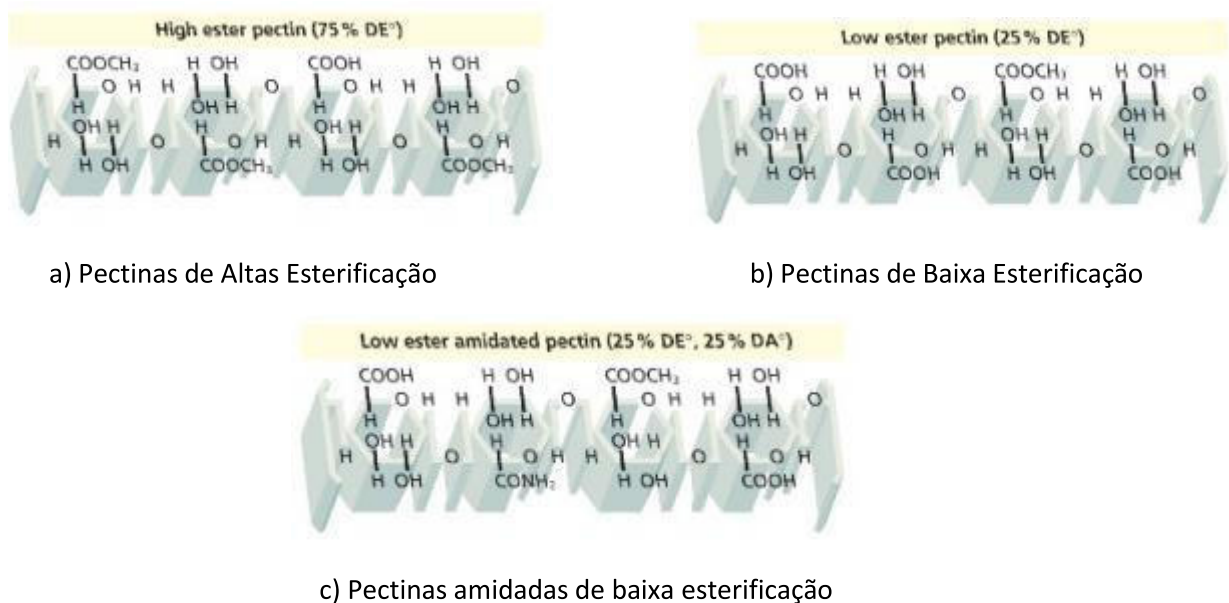 High ester pectin (75% DE°)
COOCH₃ H OH COOH H OH
O H H O O H H O
H OH H H OH H
OH H H OH H H
H O O H H O O H
H OH COOCH₃ H OH COOCH₃
a) Pectinas de Altas Esterificação
Low ester pectin (25% DE°)
COOH H OH COOCH₃ H OH
O H H O O H H O
H OH H H OH H
OH H H OH H H
H O O H H O O H
H OH COOH H OH COOH
b) Pectinas de Baixa Esterificação
Low ester amidated pectin (25% DE°, 25% DA°)
COOH H OH COOCH₃ H OH
O H H O O H H O
H OH H H OH H
OH H H OH H H
H O O H H O O H
H OH CONH₂ H OH COOH
c) Pectinas amidadas de baixa esterificação